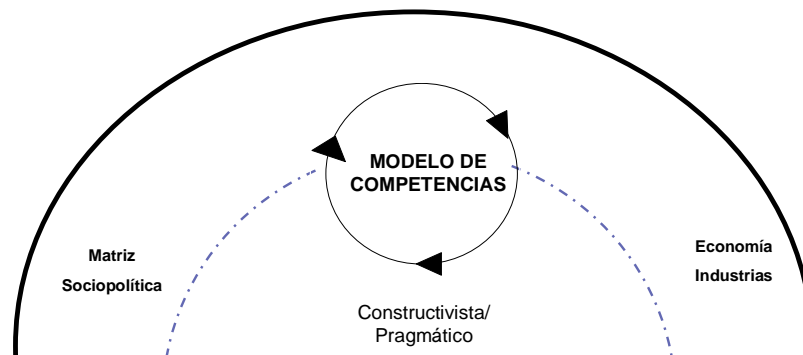 MODELO DE
COMPETENCIAS
Matriz
Sociopolítica
Economía
Industrias
Constructivista/
Pragmático